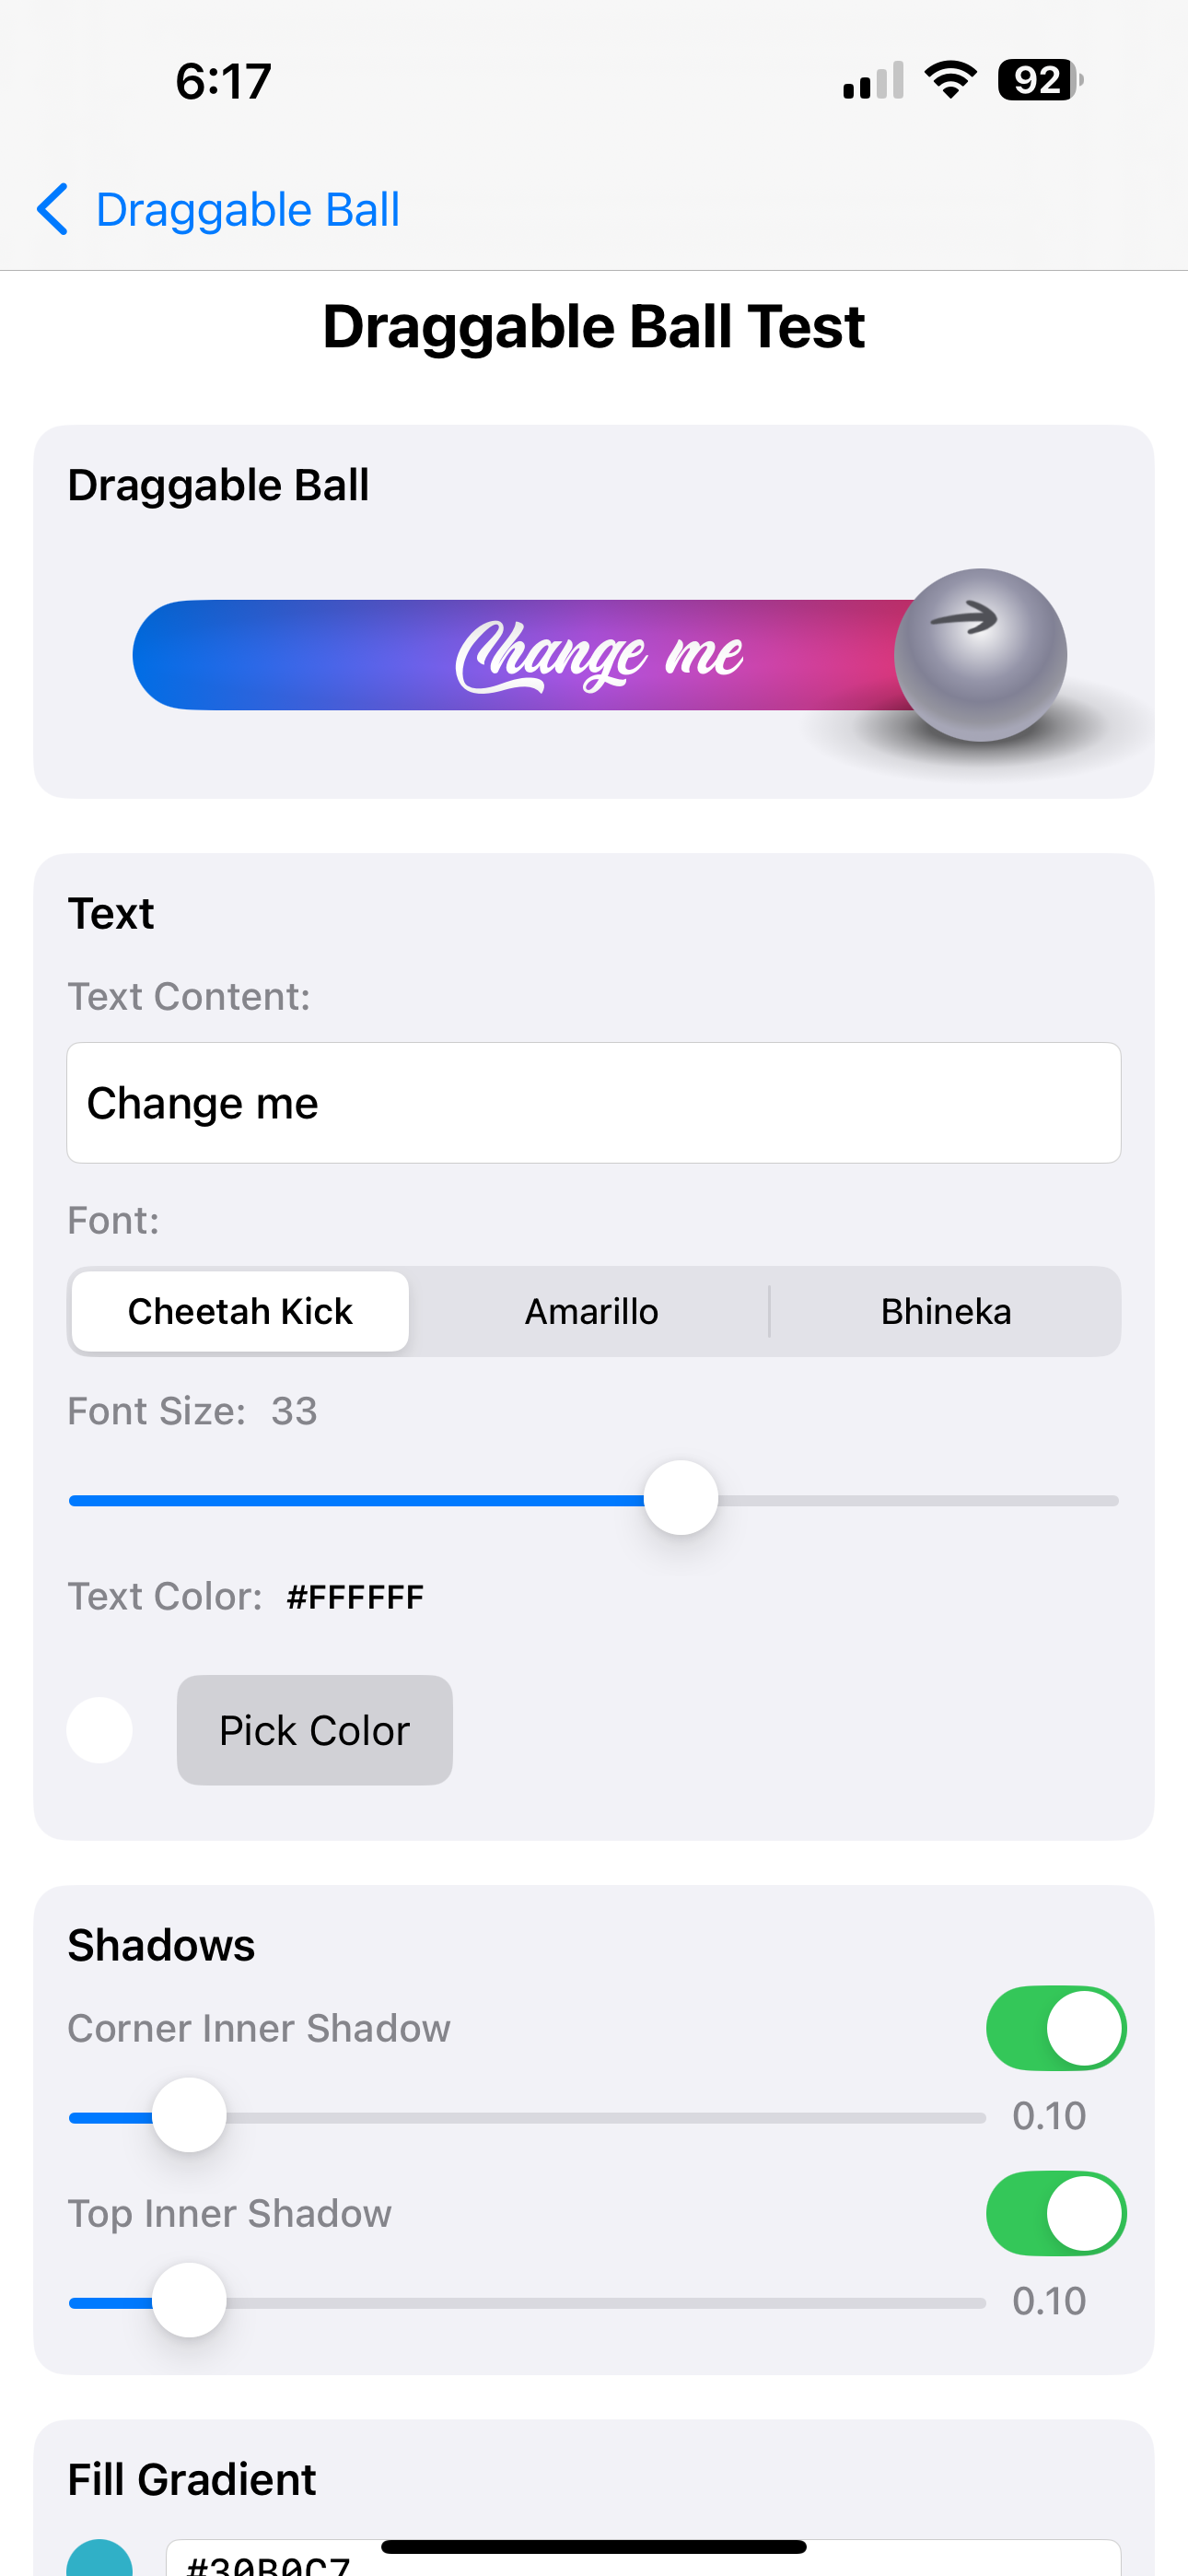 6:17
92
Draggable Ball
Draggable Ball Test
Draggable Ball
Change me
Text
Text Content:
Change me
Font:
Cheetah Kick Amarillo Bhineka
Font Size: 33
Text Color: #FFFFFF
Pick Color
Shadows
Corner Inner Shadow
0.10
Top Inner Shadow
0.10
Fill Gradient
#30B0C7